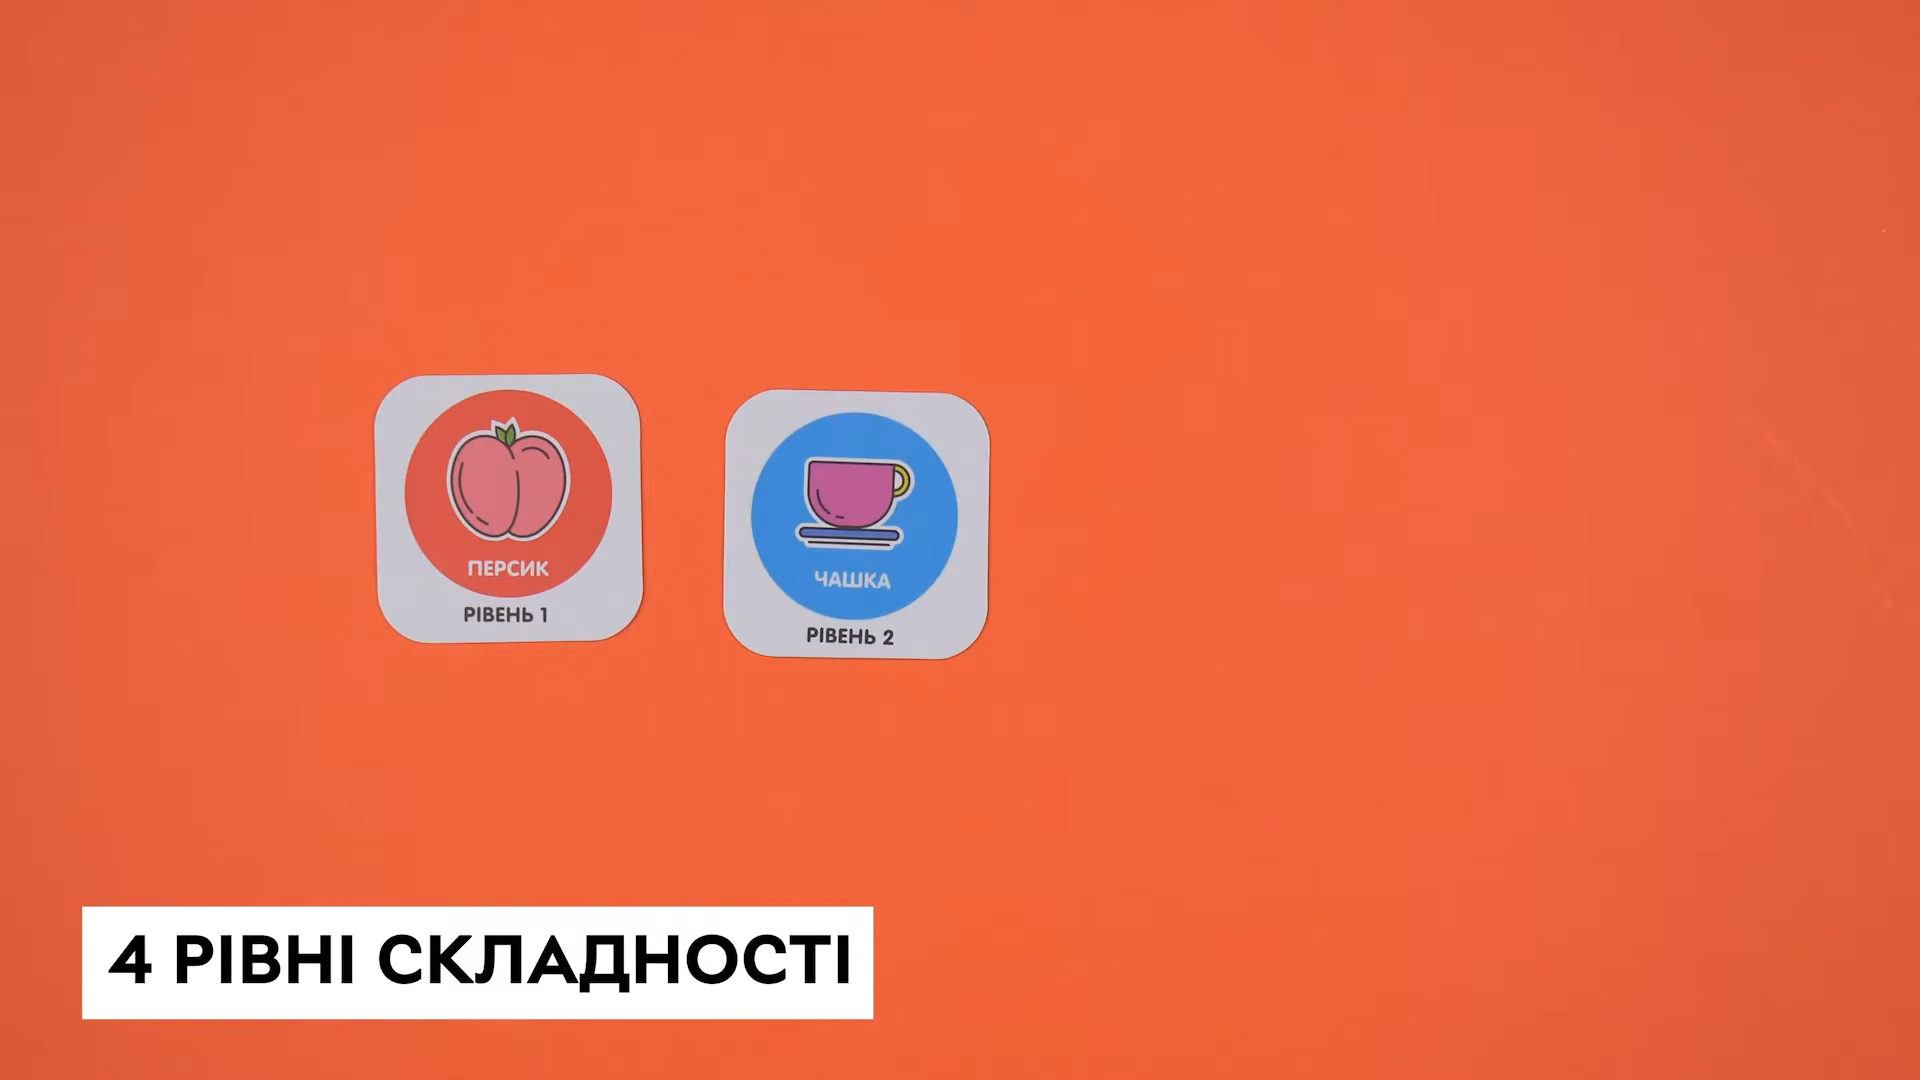 ПЕРСИК
РІВЕНЬ 1
ЧАШКА
РІВЕНЬ 2
4 РІВНІ СКЛАДНОСТІ